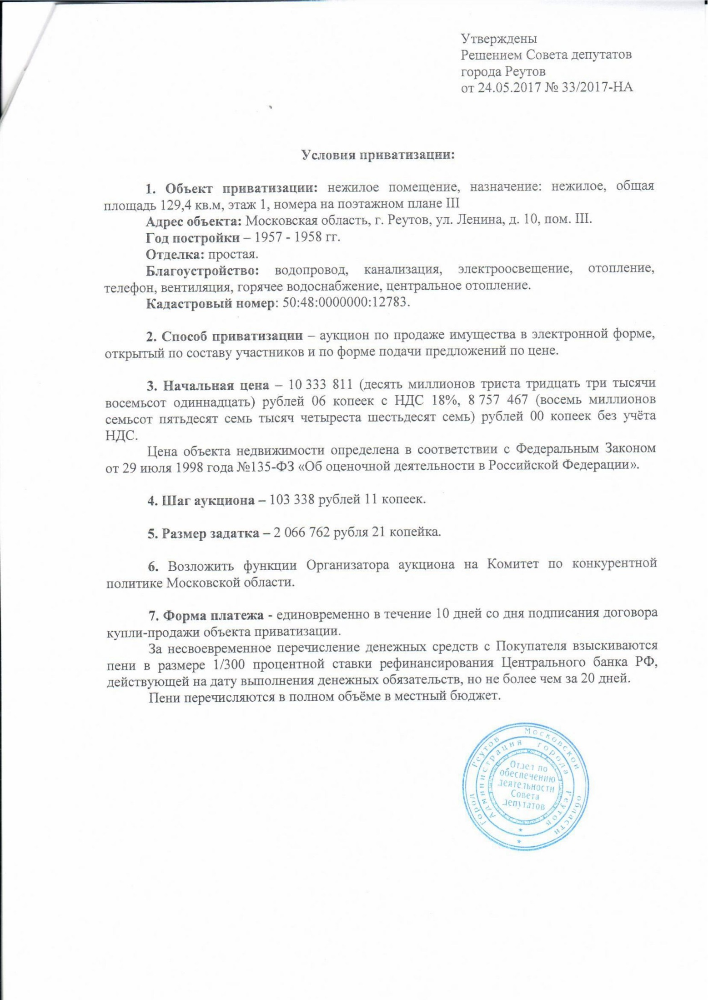 Утверждены
Решением Совета депутатов
города Реутов
от 24.05.2017 № 33/2017-НА
Условия приватизации:
1. Объект приватизации: нежилое помещение, назначение: нежилое, общая
площадь 129,4 кв.м, этаж 1, номера на поэтажном плане III
Адрес объекта: Московская область, г. Реутов, ул. Ленина, д. 10, пом. III.
Год постройки – 1957 - 1958 гг.
Отделка: простая.
Благоустройство: водопровод, канализация, электроосвещение, отопление,
телефон, вентиляция, горячее водоснабжение, центральное отопление.
Кадастровый номер: 50:48:0000000:12783.
2. Способ приватизации – аукцион по продаже имущества в электронной форме,
открытый по составу участников и по форме подачи предложений по цене.
3. Начальная цена – 10 333 811 (десять миллионов триста тридцать три тысячи
восемьсот одиннадцать) рублей 06 копеек с НДС 18%, 8 757 467 (восемь миллионов
семьсот пятьдесят семь тысяч четыреста шестьдесят семь) рублей 00 копеек без учёта
НДС.
Цена объекта недвижимости определена в соответствии с Федеральным Законом
от 29 июля 1998 года №135-ФЗ «Об оценочной деятельности в Российской Федерации».
4. Шаг аукциона – 103 338 рублей 11 копеек.
5. Размер задатка – 2 066 762 рубля 21 копейка.
6. Возложить функции Организатора аукциона на Комитет по конкурентной
политике Московской области.
7. Форма платежа - единовременно в течение 10 дней со дня подписания договора
купли-продажи объекта приватизации.
За несвоевременное перечисление денежных средств с Покупателя взыскиваются
пени в размере 1/300 процентной ставки рефинансирования Центрального банка РФ,
действующей на дату выполнения денежных обязательств, но не более чем за 20 дней.
Пени перечисляются в полном объёме в местный бюджет.
Город Реутов Московской области
Администрация города Реутов
Отдел по
обеспечению
деятельности
Совета
депутатов